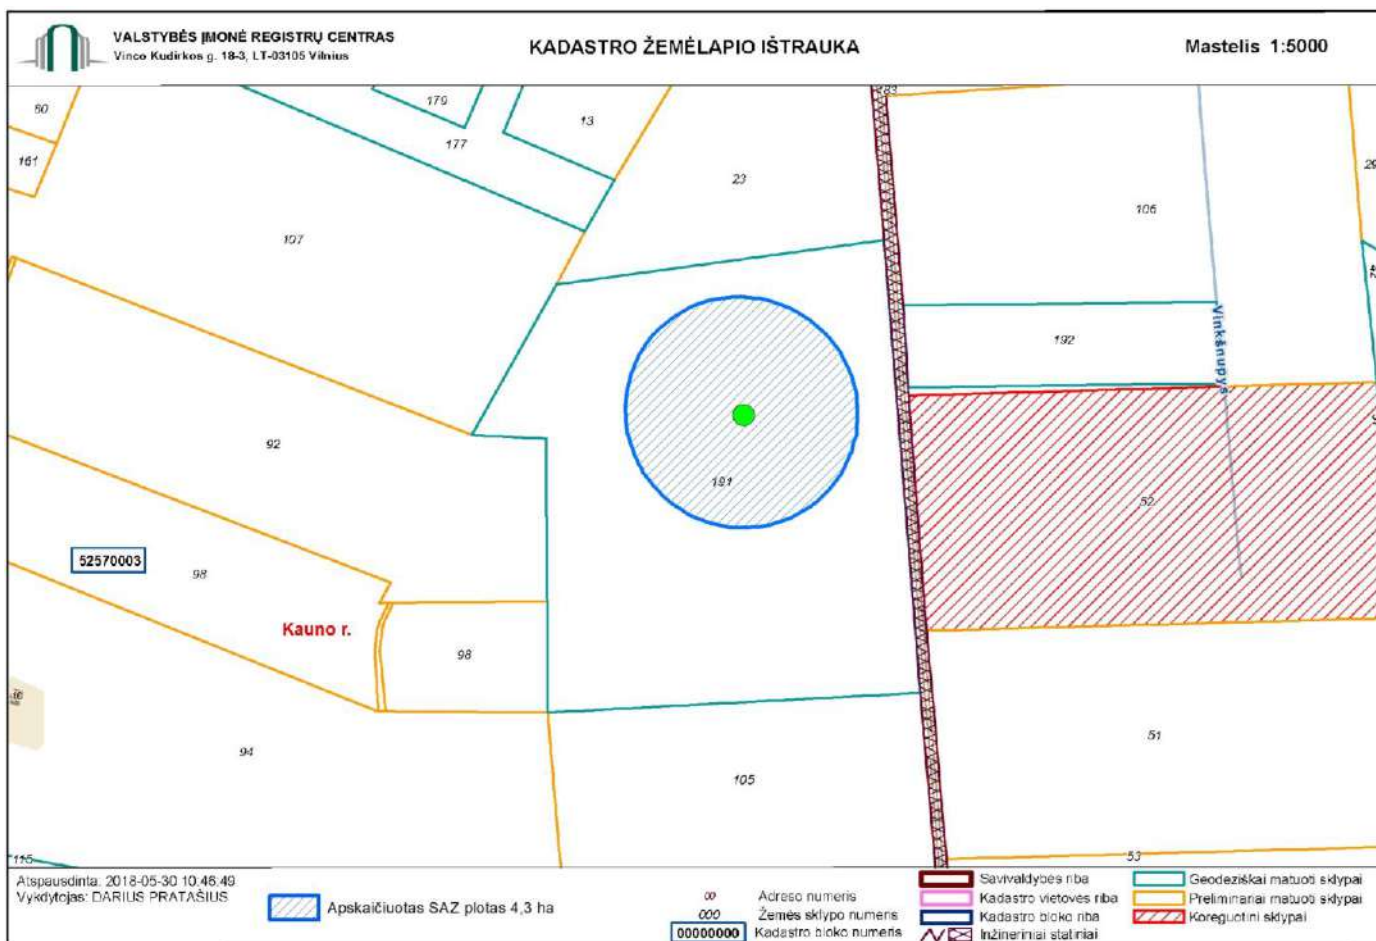 VALSTYBĖS ĮMONĖ REGISTRŲ CENTRAS
Vinco Kudirkos g. 18-3, LT-03105 Vilnius
KADASTRO ŽEMĖLAPIO IŠTRAUKA
Mastelis 1:5000
60
179
13
177
161
23
29
106
107
192
Vinkšnupys
92
191
52
52570003
98
Kauno r.
98
94
105
51
115
53
Atspausdinta: 2018-05-30 10:46:49
Vykdytojas: DARIUS PRATAŠIUS
Apskaičiuotas SAZ plotas 4,3 ha
00 Adreso numeris
000 Žemės sklypo numeris
00000000 Kadastro bloko numeris
Savivaldybės riba
Kadastro vietovės riba
Kadastro bloko riba
Inžineriniai statiniai
Geodeziškai matuoti sklypai
Preliminariai matuoti sklypai
Koreguotini sklypai